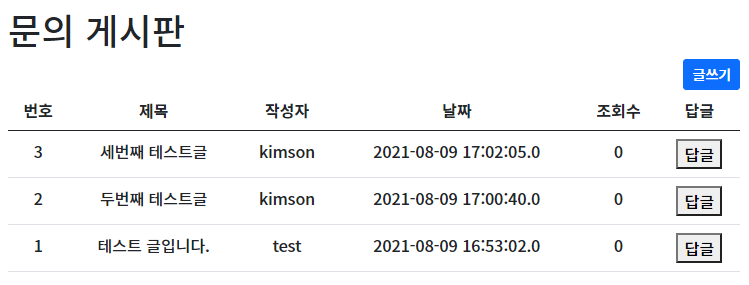 문의 게시판
글쓰기
번호 제목 작성자 날짜 조회수 답글
3 세번째 테스트글 kimson 2021-08-09 17:02:05.0 0 답글
2 두번째 테스트글 kimson 2021-08-09 17:00:40.0 0 답글
1 테스트 글입니다. test 2021-08-09 16:53:02.0 0 답글